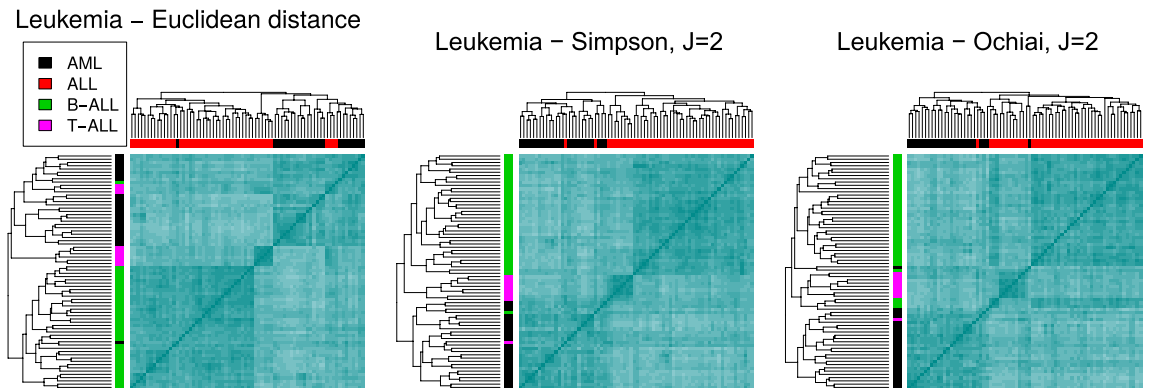 Leukemia − Euclidean distance
Leukemia − Simpson, J=2
Leukemia − Ochiai, J=2
AML
ALL
B−ALL
T−ALL